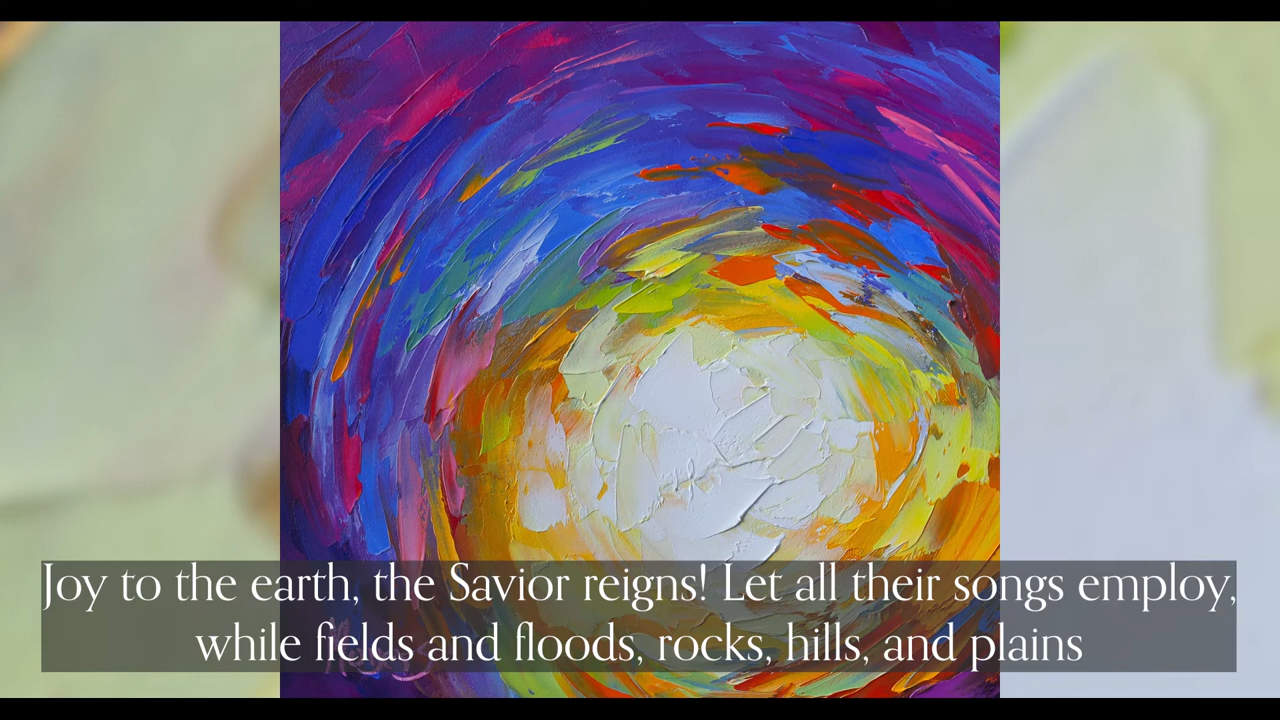 Joy to the earth, the Savior reigns! Let all their songs employ,
while fields and floods, rocks, hills, and plains